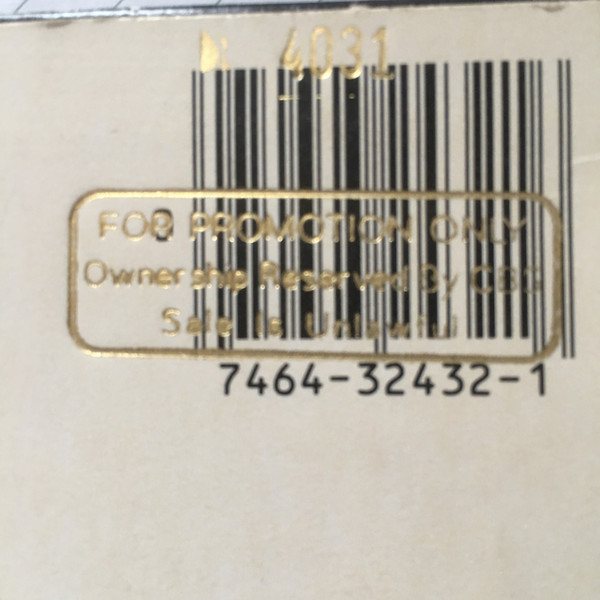 4031
FOR PROMOTION ONLY
Ownership Reserved By CBS
Sale Is Unlawful
7464-32432-1